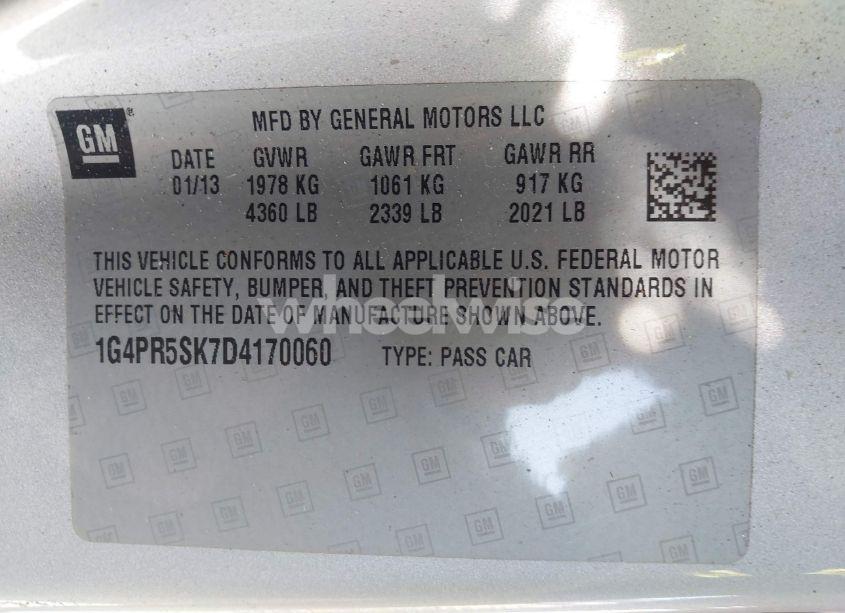 GM
MFD BY GENERAL MOTORS LLC
DATE GVWR GAWR FRT GAWR RR
01/13 1978 KG 1061 KG 917 KG
4360 LB 2339 LB 2021 LB
THIS VEHICLE CONFORMS TO ALL APPLICABLE U.S. FEDERAL MOTOR
VEHICLE SAFETY, BUMPER, AND THEFT PREVENTION STANDARDS IN
EFFECT ON THE DATE OF MANUFACTURE SHOWN ABOVE.
wheelwise
1G4PR5SK7D4170060 TYPE: PASS CAR